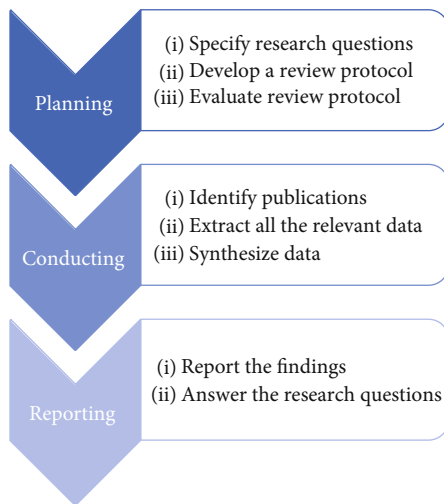 Planning
(i) Specify research questions
(ii) Develop a review protocol
(iii) Evaluate review protocol
Conducting
(i) Identify publications
(ii) Extract all the relevant data
(iii) Synthesize data
Reporting
(i) Report the findings
(ii) Answer the research questions